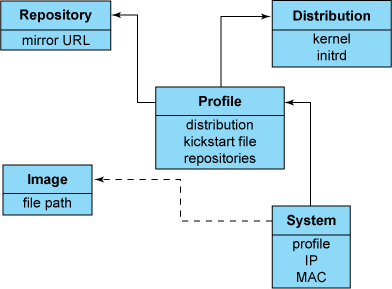 Repository
mirror URL
Distribution
kernel
initrd
Profile
distribution
kickstart file
repositories
Image
file path
System
profile
IP
MAC